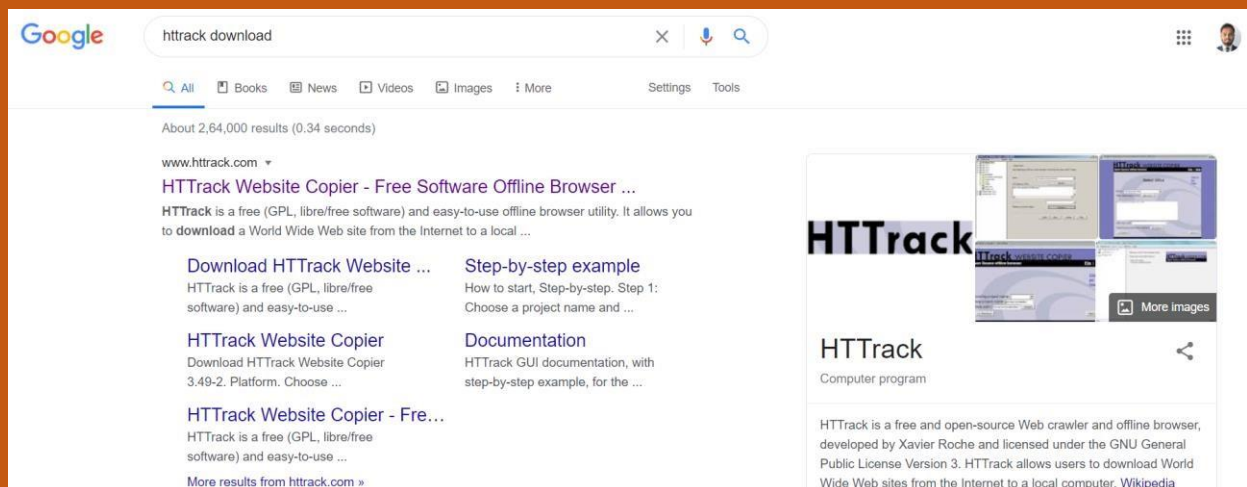 Google
httrack download
All Books News Videos Images More Settings Tools
About 2,64,000 results (0.34 seconds)
www.httrack.com
HTTrack Website Copier - Free Software Offline Browser ...
HTTrack is a free (GPL, libre/free software) and easy-to-use offline browser utility. It allows you
to download a World Wide Web site from the Internet to a local ...
Download HTTrack Website ...
HTTrack is a free (GPL, libre/free
software) and easy-to-use ...
Step-by-step example
How to start, Step-by-step. Step 1:
Choose a project name and ...
HTTrack Website Copier
Download HTTrack Website Copier
3.49-2. Platform. Choose ...
Documentation
HTTrack GUI documentation, with
step-by-step example, for the ...
HTTrack Website Copier - Fre...
HTTrack is a free (GPL, libre/free
software) and easy-to-use ...
More results from httrack.com »
HTTrack
More images
HTTrack
Computer program
HTTrack is a free and open-source Web crawler and offline browser,
developed by Xavier Roche and licensed under the GNU General
Public License Version 3. HTTrack allows users to download World
Wide Web sites from the Internet to a local computer. Wikipedia